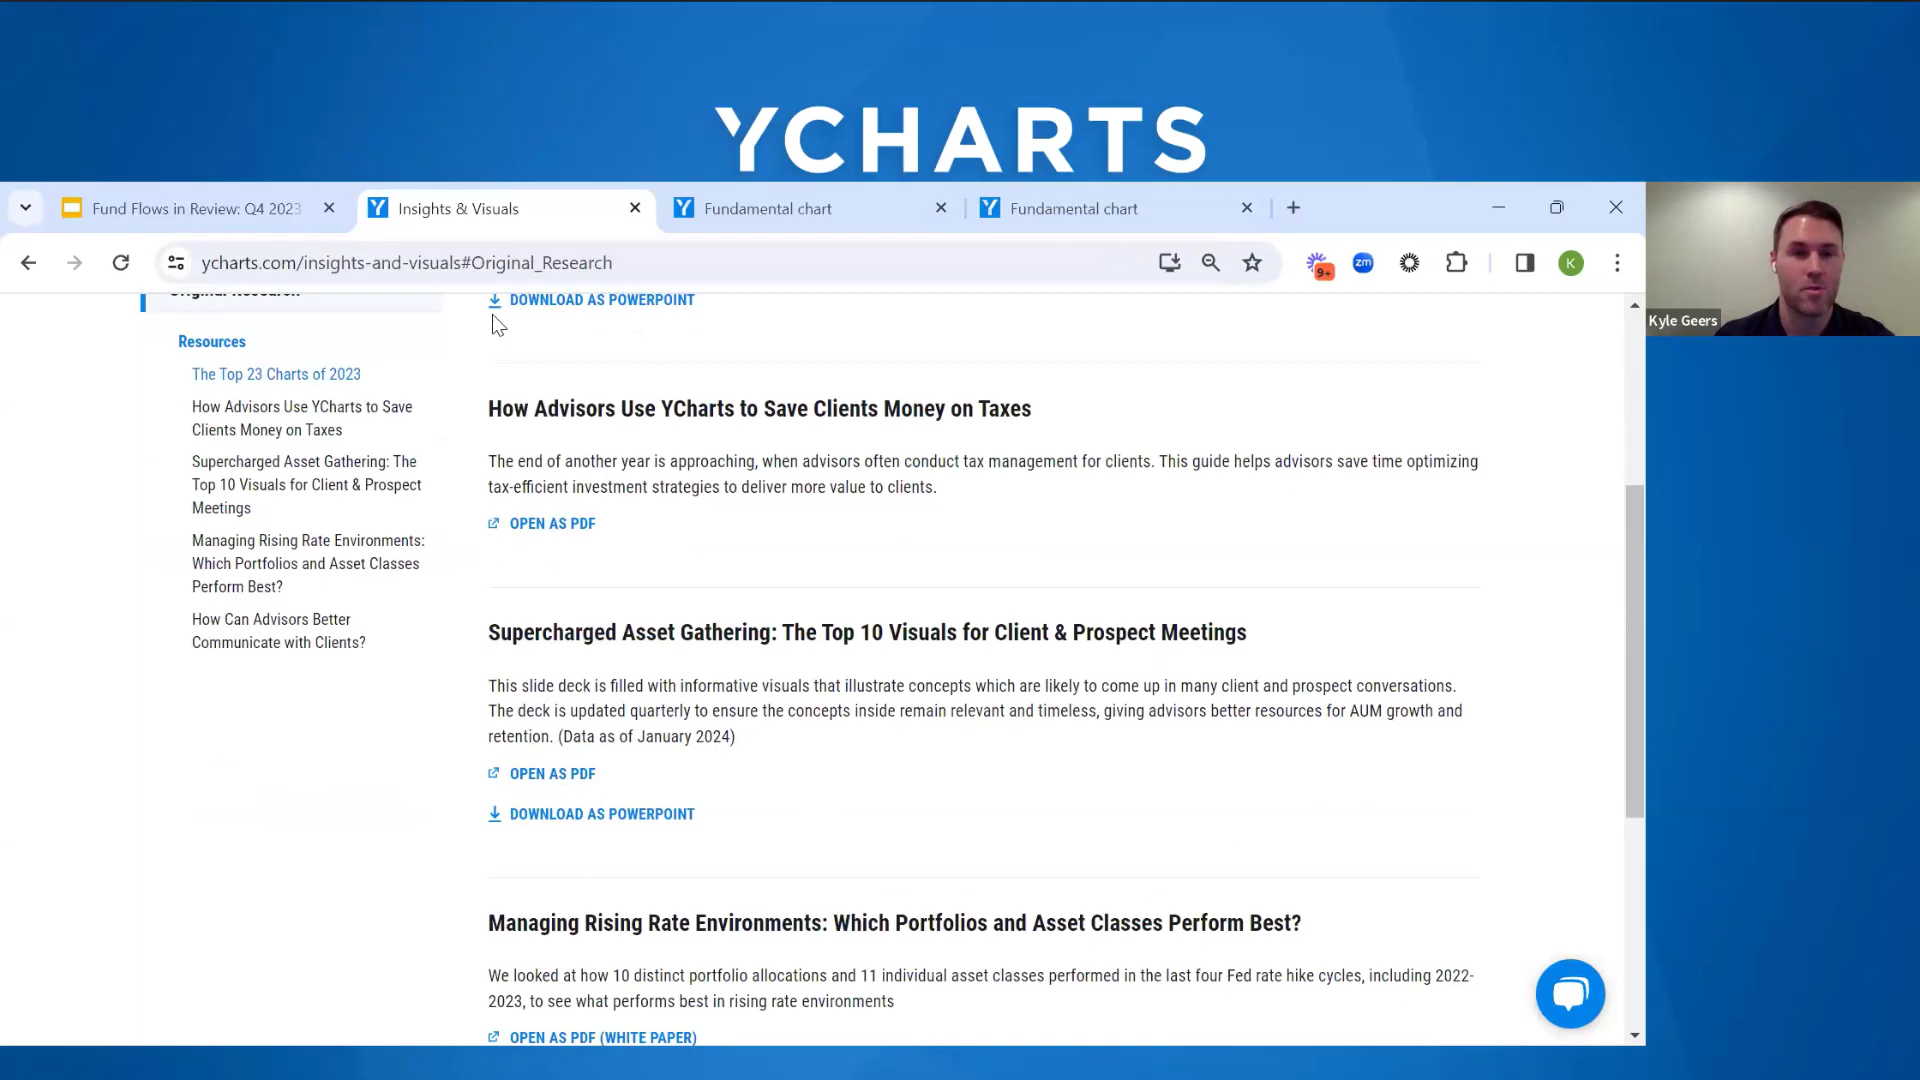 YCHARTS
Fund Flows in Review: Q4 2023
Insights & Visuals
Fundamental chart
Fundamental chart
ycharts.com/insights-and-visuals#Original_Research
9+
zm
K
Kyle Geers
Original Research
Resources
The Top 23 Charts of 2023
How Advisors Use YCharts to Save
Clients Money on Taxes
Supercharged Asset Gathering: The
Top 10 Visuals for Client & Prospect
Meetings
Managing Rising Rate Environments:
Which Portfolios and Asset Classes
Perform Best?
How Can Advisors Better
Communicate with Clients?
DOWNLOAD AS POWERPOINT
How Advisors Use YCharts to Save Clients Money on Taxes
The end of another year is approaching, when advisors often conduct tax management for clients. This guide helps advisors save time optimizing
tax-efficient investment strategies to deliver more value to clients.
OPEN AS PDF
Supercharged Asset Gathering: The Top 10 Visuals for Client & Prospect Meetings
This slide deck is filled with informative visuals that illustrate concepts which are likely to come up in many client and prospect conversations.
The deck is updated quarterly to ensure the concepts inside remain relevant and timeless, giving advisors better resources for AUM growth and
retention. (Data as of January 2024)
OPEN AS PDF
DOWNLOAD AS POWERPOINT
Managing Rising Rate Environments: Which Portfolios and Asset Classes Perform Best?
We looked at how 10 distinct portfolio allocations and 11 individual asset classes performed in the last four Fed rate hike cycles, including 2022-
2023, to see what performs best in rising rate environments
OPEN AS PDF (WHITE PAPER)